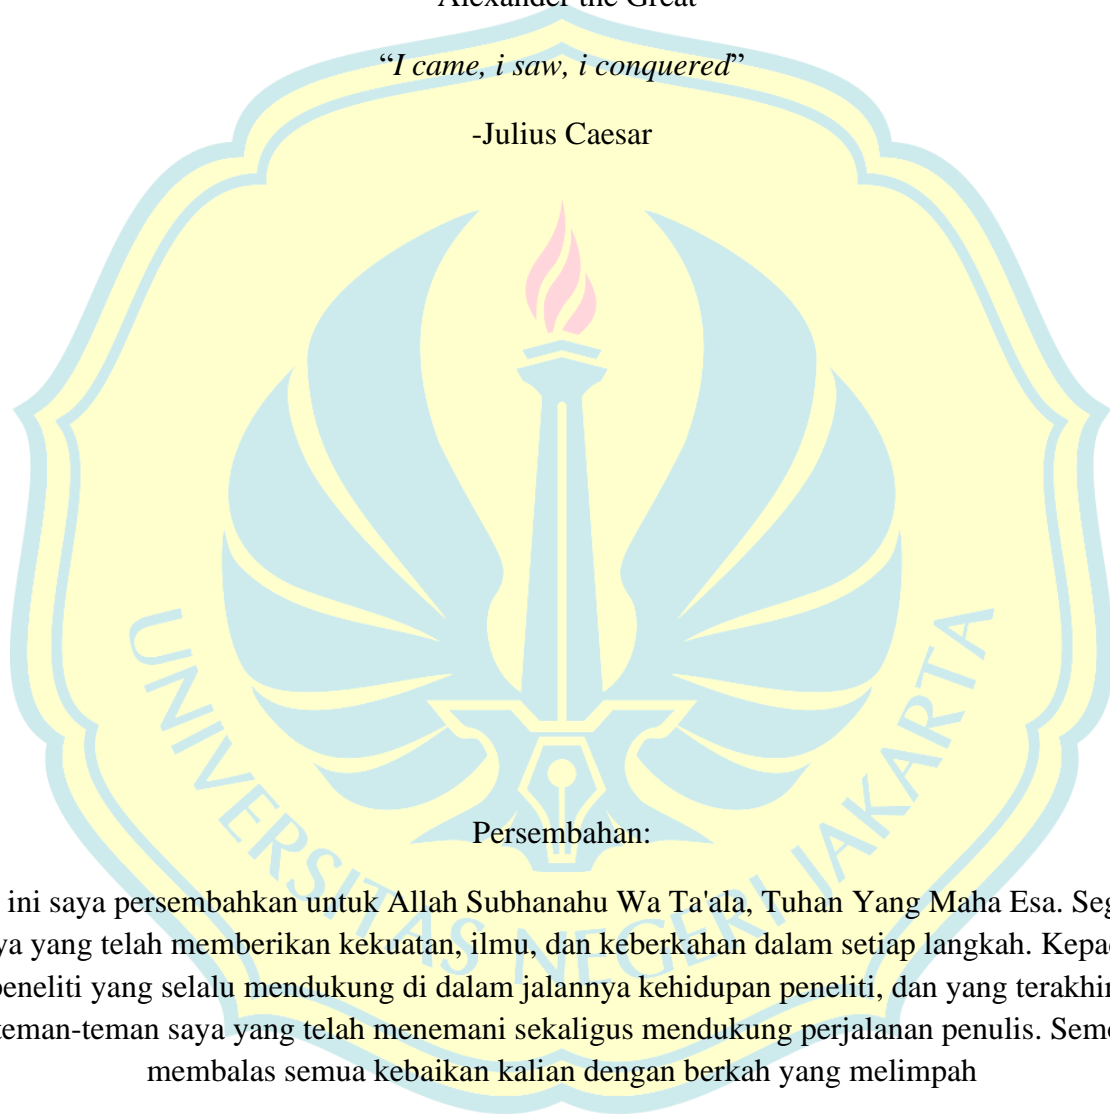 Alexander the Great
“I came, i saw, i conquered”
-Julius Caesar
Persembahan:
ini saya persembahkan untuk Allah Subhanahu Wa Ta'ala, Tuhan Yang Maha Esa.
yang telah memberikan kekuatan, ilmu, dan keberkahan dalam setiap langkah.
peneliti yang selalu mendukung di dalam jalannya kehidupan peneliti, dan yang terakhir
teman-teman saya yang telah menemani sekaligus mendukung perjalanan penulis.
membalas semua kebaikan kalian dengan berkah yang melimpah
UNIVERSITAS NEGERI JAKARTA